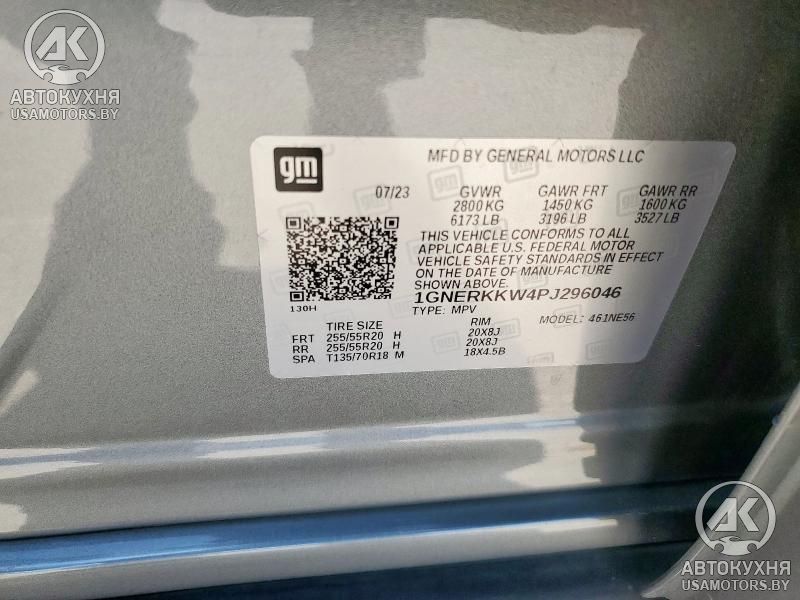 AK
АВТОКУХНЯ
USAMOTORS.BY
gm
MFD BY GENERAL MOTORS LLC
07/23 GVWR GAWR FRT GAWR RR
2800 KG 1450 KG 1600 KG
6173 LB 3196 LB 3527 LB
THIS VEHICLE CONFORMS TO ALL
APPLICABLE U.S. FEDERAL MOTOR
VEHICLE SAFETY STANDARDS IN EFFECT
ON THE DATE OF MANUFACTURE
SHOWN ABOVE.
1GNERKKW4PJ296046
130H
TYPE: MPV MODEL: 461NE56
TIRE SIZE RIM
FRT 255/55R20 H 20X8J
RR 255/55R20 H 20X8J
SPA T135/70R18 M 18X4.5B
AK
АВТОКУХНЯ
USAMOTORS.BY